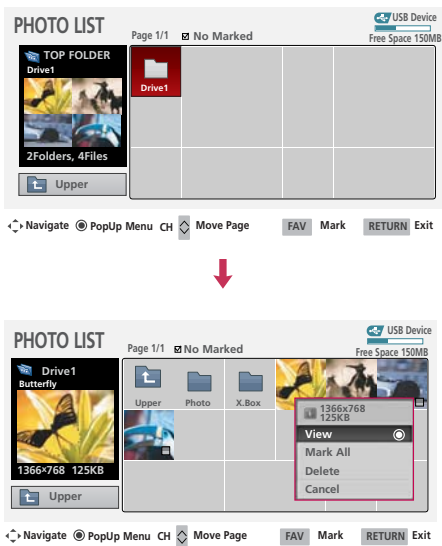 PHOTO LIST
Page 1/1 No Marked
USB Device
Free Space 150MB
TOP FOLDER
Drive1
Drive1
2Folders, 4Files
Upper
Navigate PopUp Menu CH Move Page FAV Mark RETURN Exit
PHOTO LIST
Page 1/1 No Marked
USB Device
Free Space 150MB
Drive1
Butterfly
Upper Photo X.Box
1366x768
125KB
View
Mark All
Delete
Cancel
1366x768 125KB
Upper
Navigate PopUp Menu CH Move Page FAV Mark RETURN Exit